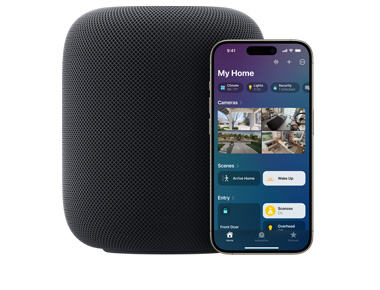 9:41
My Home
Climate
Lights
Security
Cameras
Scenes
Arrive Home
Wake Up
Entry
Sconces
Front Door
Overhead
Home